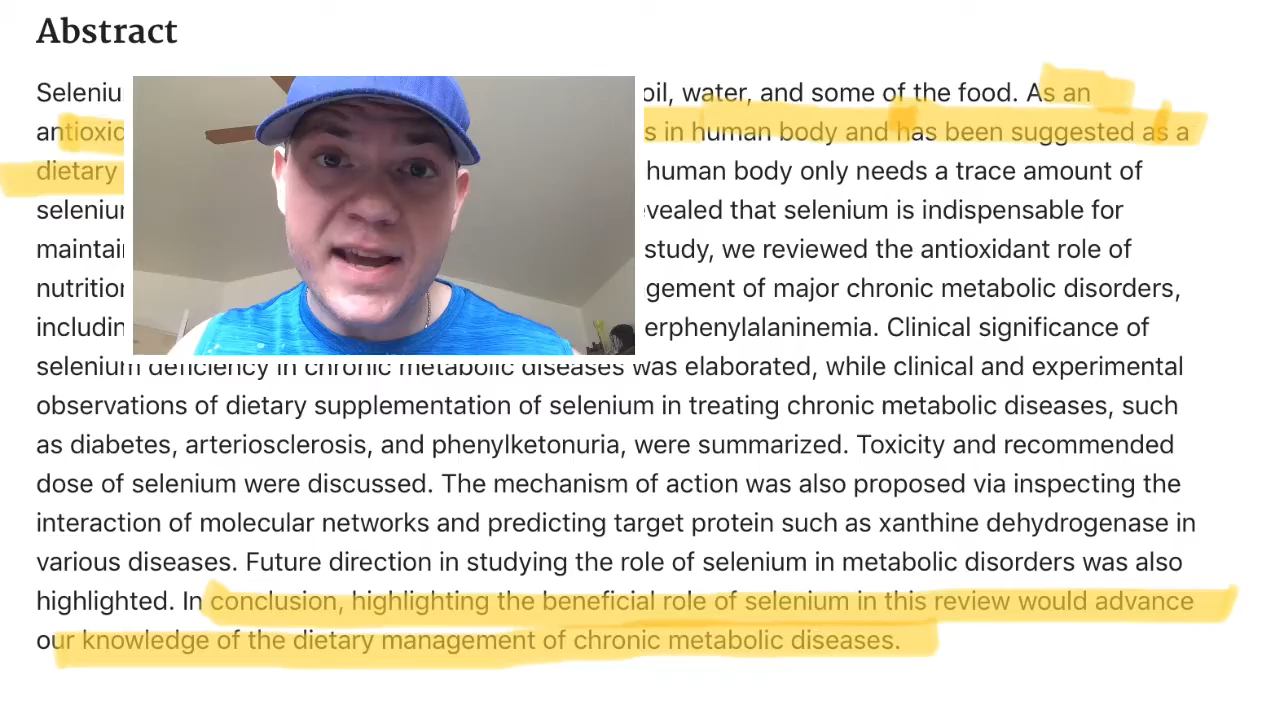 Abstract
oil, water, and some of the food. As an
s in human body and has been suggested as a
dietary human body only needs a trace amount of
vealed that selenium is indispensable for
study, we reviewed the antioxidant role of
gement of major chronic metabolic disorders,
erphenylalaninemia. Clinical significance of
selenium deficiency in chronic metabolic diseases was elaborated, while clinical and experimental
observations of dietary supplementation of selenium in treating chronic metabolic diseases, such
as diabetes, arteriosclerosis, and phenylketonuria, were summarized. Toxicity and recommended
dose of selenium were discussed. The mechanism of action was also proposed via inspecting the
interaction of molecular networks and predicting target protein such as xanthine dehydrogenase in
various diseases. Future direction in studying the role of selenium in metabolic disorders was also
highlighted. In conclusion, highlighting the beneficial role of selenium in this review would advance
our knowledge of the dietary management of chronic metabolic diseases.